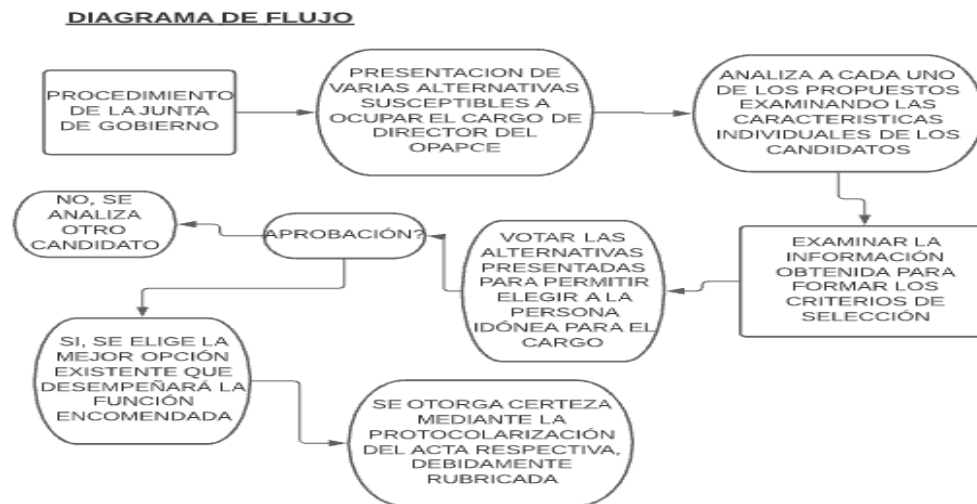 DIAGRAMA DE FLUJO
PROCEDIMIENTO
DE LA JUNTA
DE GOBIERNO
PRESENTACION DE
VARIAS ALTERNATIVAS
SUSCEPTIBLES A
OCUPAR EL CARGO DE
DIRECTOR DEL
OPAPCE
ANALIZA A CADA UNO
DE LOS PROPUESTOS
EXAMINANDO LAS
CARACTERISTICAS
INDIVIDUALES DE LOS
CANDIDATOS
EXAMINAR LA
INFORMACIÓN
OBTENIDA PARA
FORMAR LOS
CRITERIOS DE
SELECCIÓN
VOTAR LAS
ALTERNATIVAS
PRESENTADAS
PARA PERMITIR
ELEGIR A LA
PERSONA
IDÓNEA PARA EL
CARGO
APROBACIÓN?
NO, SE
ANALIZA
OTRO
CANDIDATO
SI, SE ELIGE LA
MEJOR OPCIÓN
EXISTENTE QUE
DESEMPEÑARÁ LA
FUNCIÓN
ENCOMENDADA
SE OTORGA CERTEZA
MEDIANTE LA
PROTOCOLARIZACIÓN
DEL ACTA RESPECTIVA,
DEBIDAMENTE
RUBRICADA